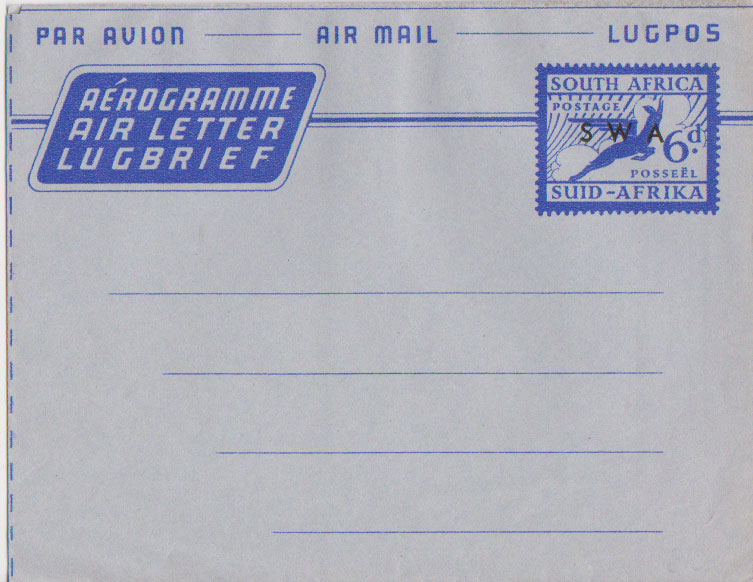 PAR AVION AIR MAIL LUGPOS
AÉROGRAMME
AIR LETTER
LUGBRIEF
SOUTH AFRICA
POSTAGE
S W A
6d.
POSSEËL
SUID-AFRIKA